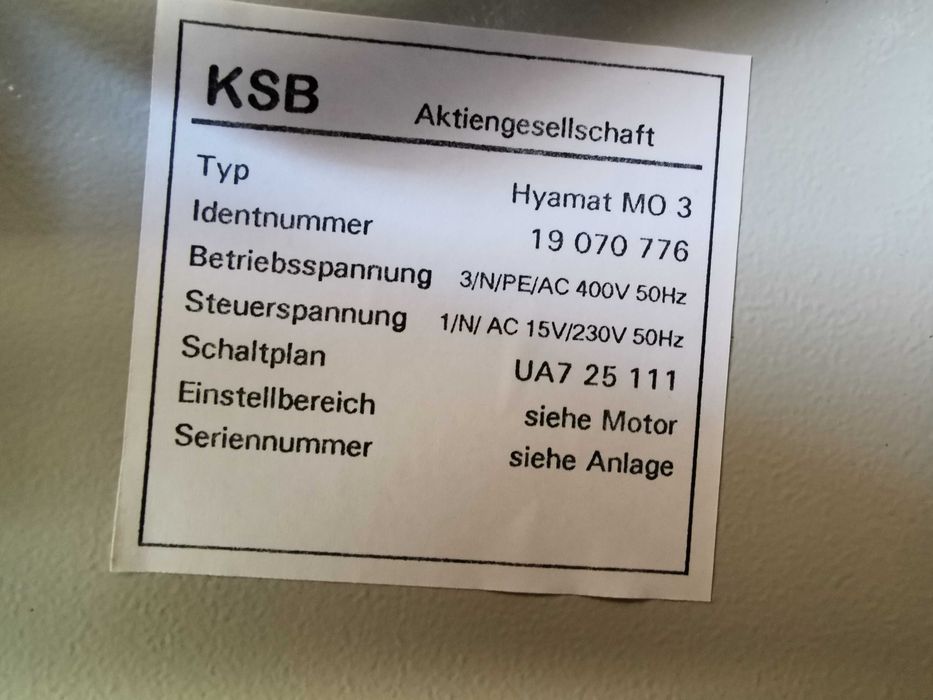 KSB Aktiengesellschaft
Typ Hyamat MO 3
Identnummer 19 070 776
Betriebsspannung 3/N/PE/AC 400V 50Hz
Steuerspannung 1/N/ AC 15V/230V 50Hz
Schaltplan UA7 25 111
Einstellbereich siehe Motor
Seriennummer siehe Anlage